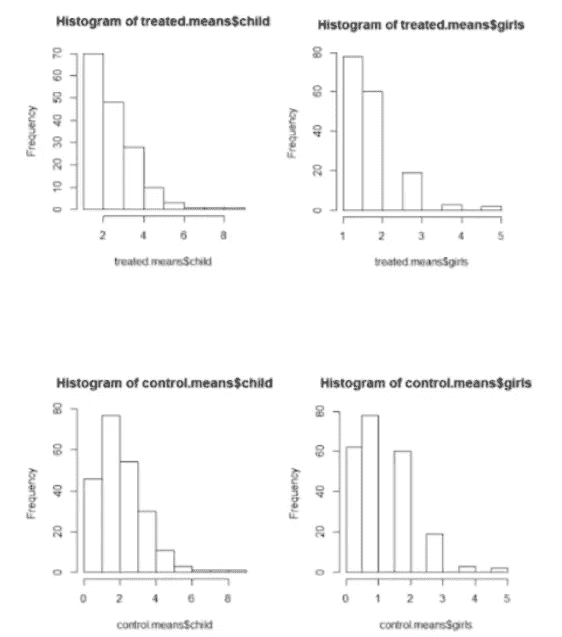 Histogram of treated.means$child
Histogram of treated.means$girls
Frequency
0 10 20 30 40 50 60 70
2 4 6 8
treated.means$child
Frequency
0 20 40 60 80
1 2 3 4 5
treated.means$girls
Histogram of control.means$child
Histogram of control.means$girls
Frequency
0 20 40 60 80
0 2 4 6 8
control.means$child
Frequency
0 20 40 60 80
0 1 2 3 4 5
control.means$girls